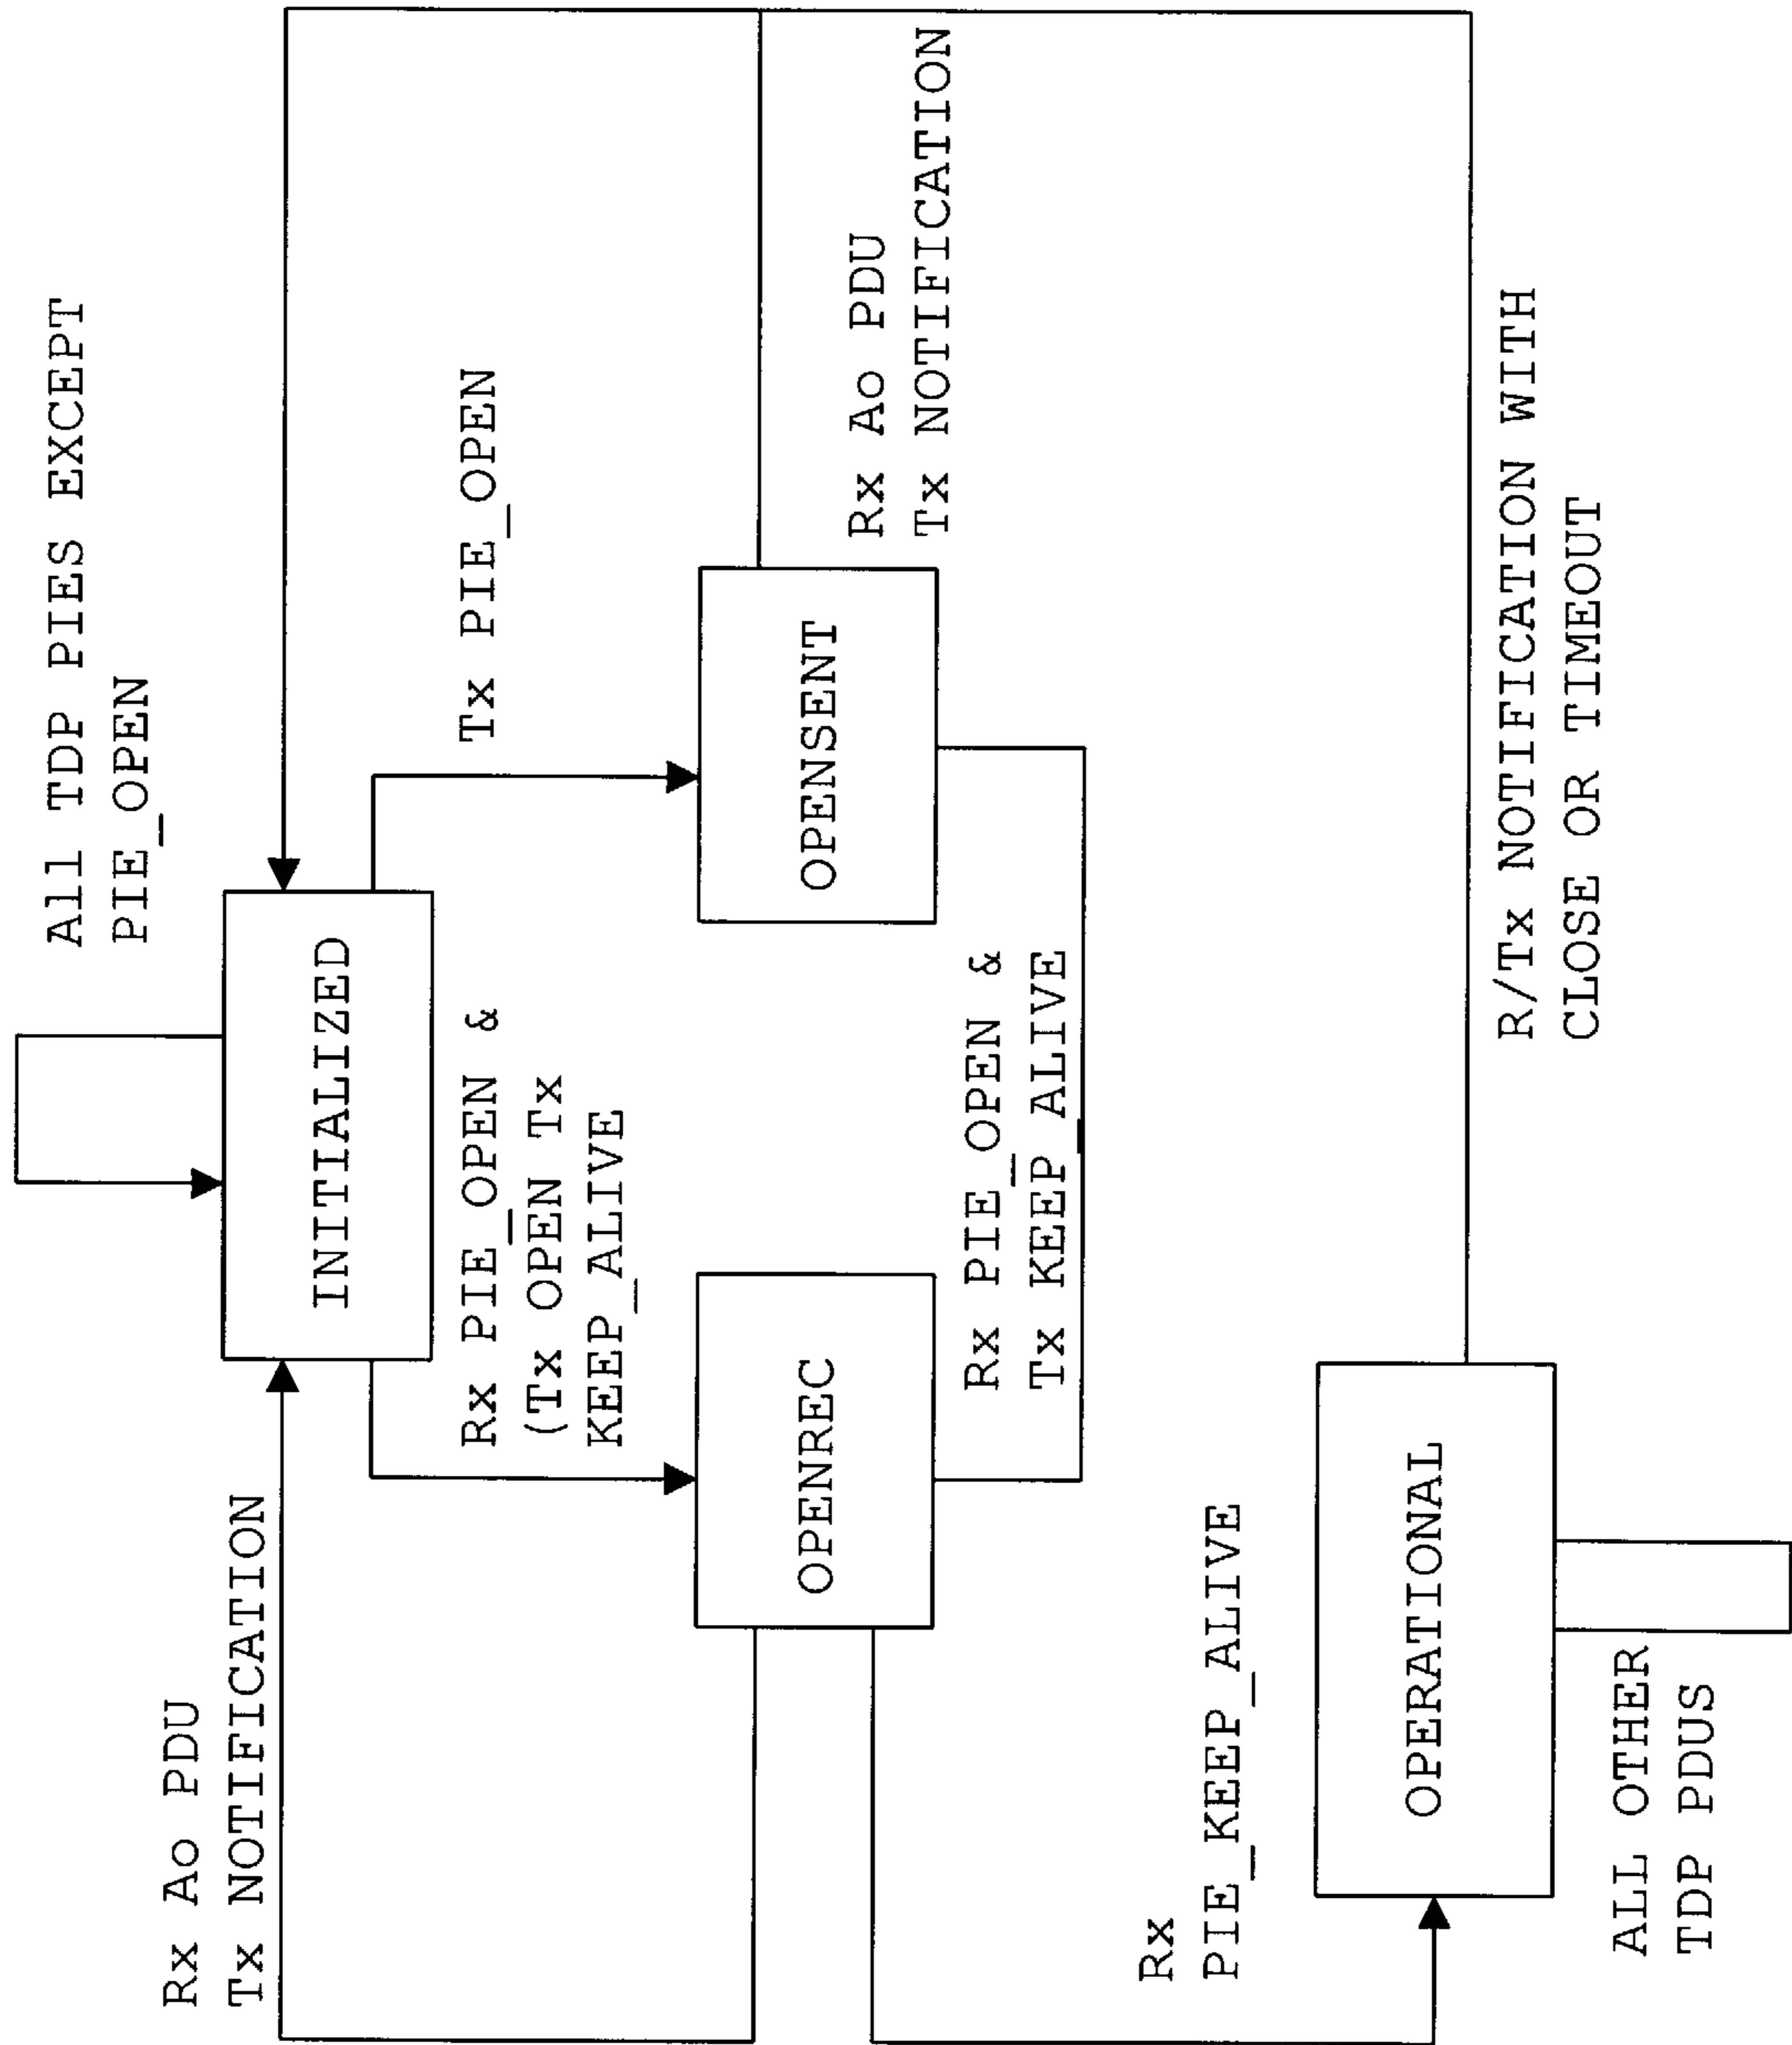 All TDP PIES EXCEPT
PIE_OPEN
INITIALIZED
Rx Ao PDU
Tx NOTIFICATION
Rx PIE_OPEN &
(Tx OPEN Tx
KEEP_ALIVE
Tx PIE_OPEN
OPENREC
OPENSENT
Rx Ao PDU
Tx NOTIFICATION
Rx PIE_OPEN &
Tx KEEP_ALIVE
Rx
PIE_KEEP_ALIVE
OPERATIONAL
R/Tx NOTIFICATION WITH
CLOSE OR TIMEOUT
ALL OTHER
TDP PDUS